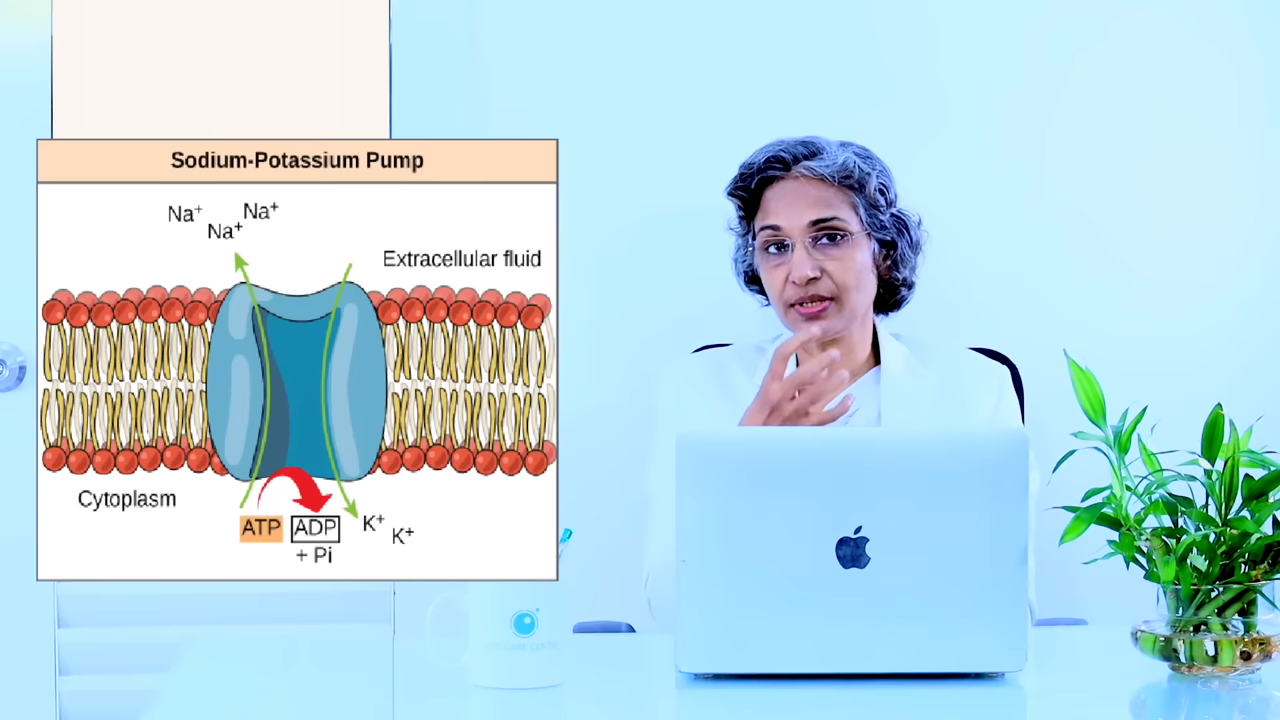 Sodium-Potassium Pump
Na⁺ Na⁺
Na⁺
Extracellular fluid
Cytoplasm
ATP ADP K⁺
K⁺
+ Pi